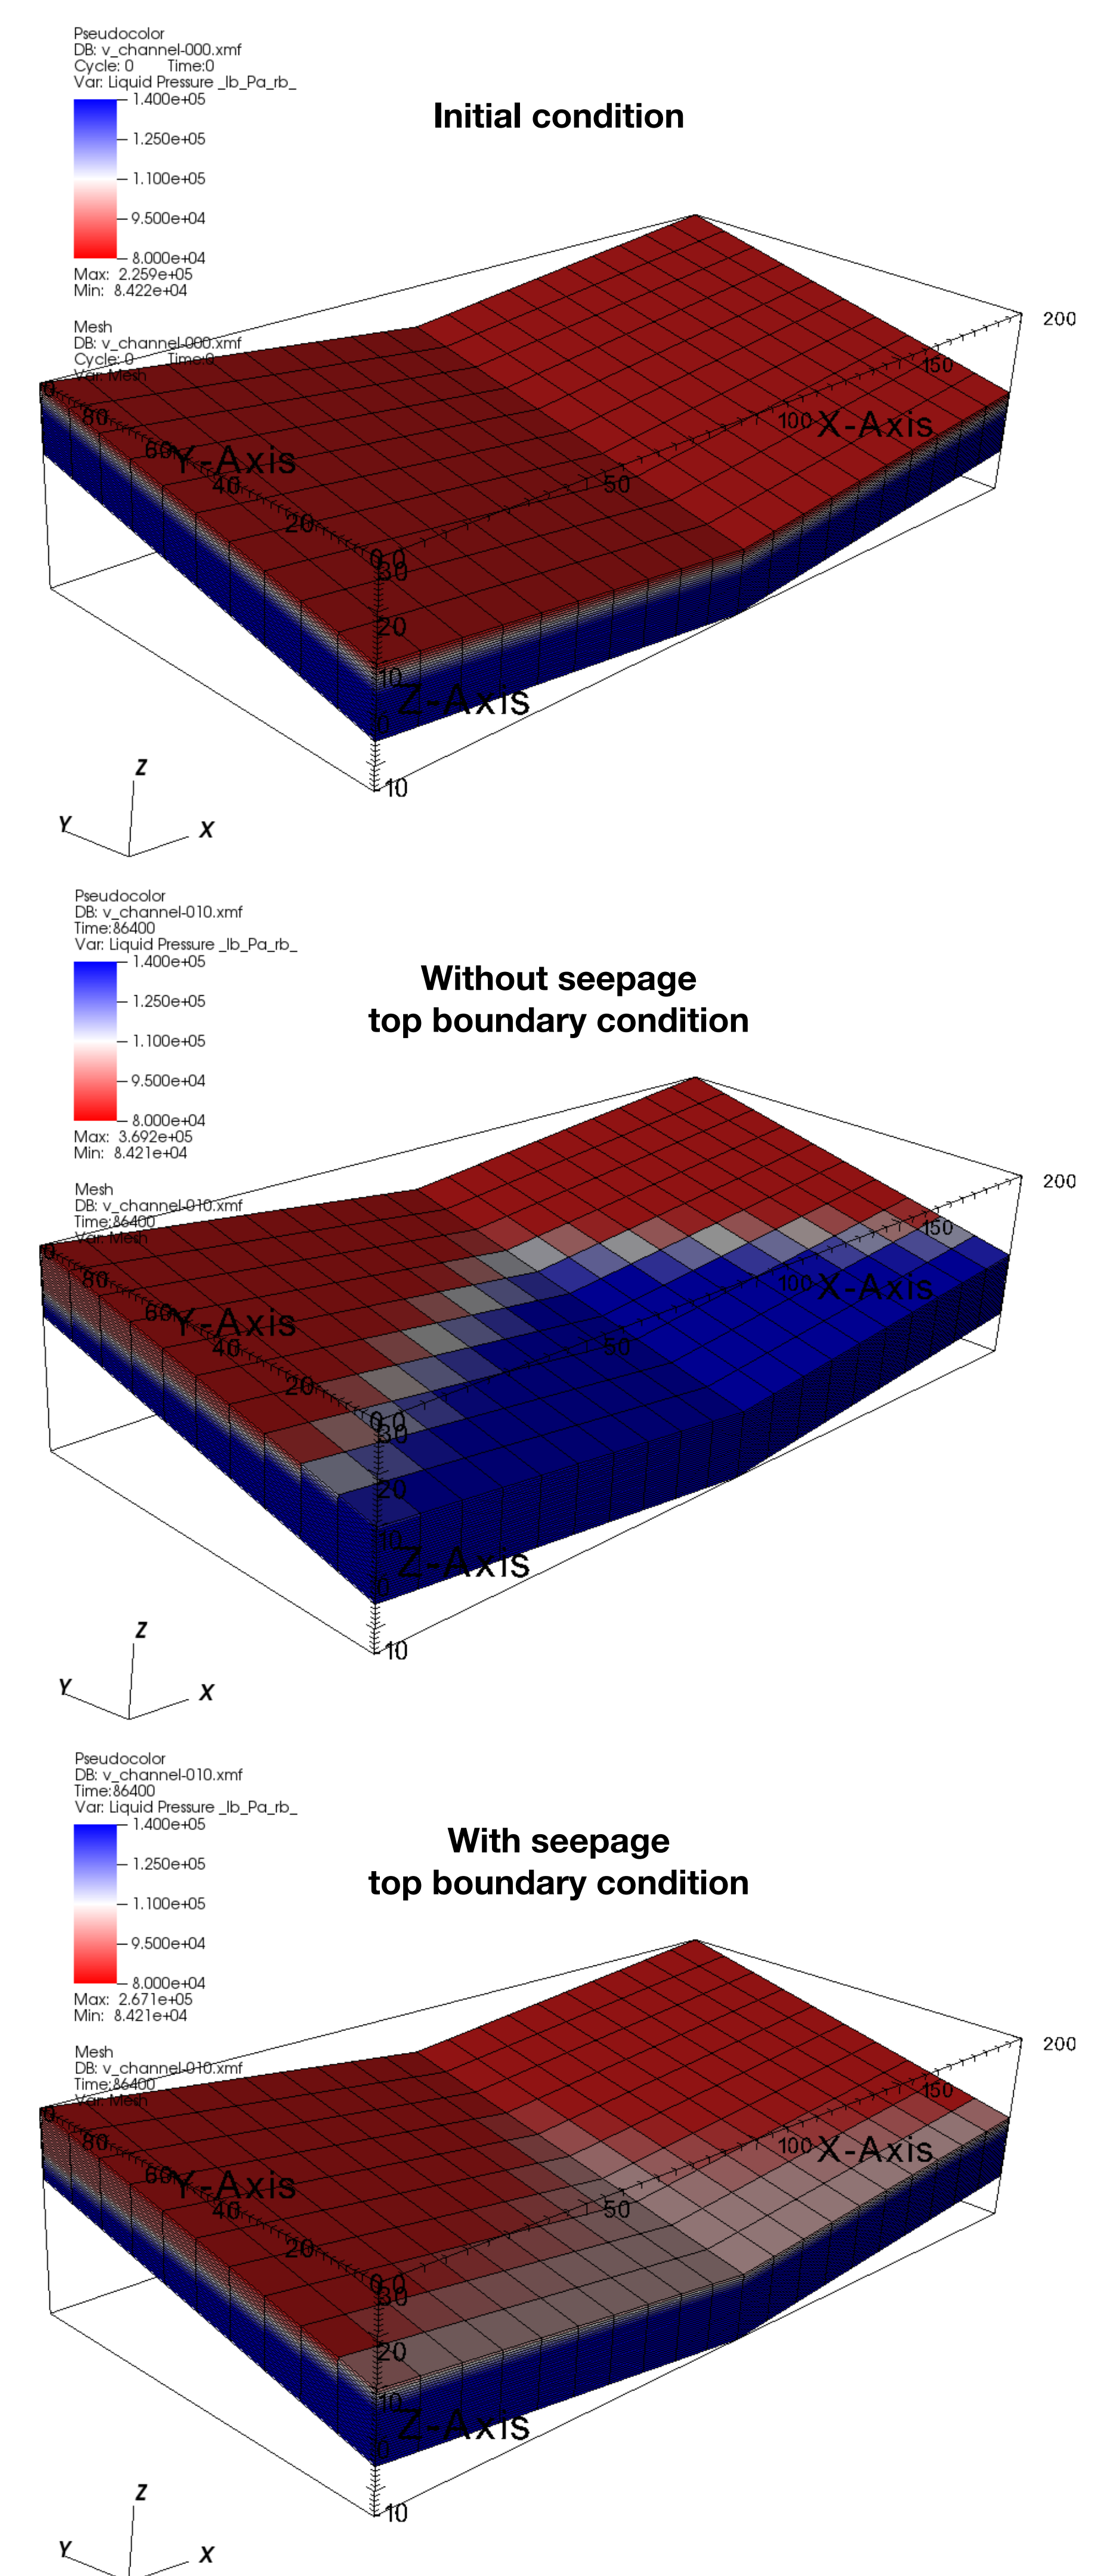 Pseudocolor
DB: v_channel-000.xmf
Cycle: 0 Time:0
Var: Liquid Pressure _lb_Pa_rb_
1.400e+05
1.250e+05
1.100e+05
9.500e+04
8.000e+04
Max: 2.259e+05
Min: 8.422e+04
Initial condition
Mesh
DB: v_channel-000.xmf
Cycle: 0 Time:0
Var: Mesh
200
150
100 X-Axis
50
0
80
60 Y-Axis
40
20
0.0
30
20
10
Z-Axis
0
10
Z
Y
X
Pseudocolor
DB: v_channel-010.xmf
Time:86400
Var: Liquid Pressure _lb_Pa_rb_
1.400e+05
1.250e+05
1.100e+05
9.500e+04
8.000e+04
Max: 3.692e+05
Min: 8.421e+04
Without seepage
top boundary condition
Mesh
DB: v_channel-010.xmf
Time:86400
Var: Mesh
200
150
100 X-Axis
50
0
80
60 Y-Axis
40
20
0.0
30
20
10
Z-Axis
0
10
Z
Y
X
Pseudocolor
DB: v_channel-010.xmf
Time:86400
Var: Liquid Pressure _lb_Pa_rb_
1.400e+05
1.250e+05
1.100e+05
9.500e+04
8.000e+04
Max: 2.671e+05
Min: 8.421e+04
With seepage
top boundary condition
Mesh
DB: v_channel-010.xmf
Time:86400
Var: Mesh
200
150
100 X-Axis
50
0
80
60 Y-Axis
40
20
0.0
30
20
10
Z-Axis
0
10
Z
Y
X